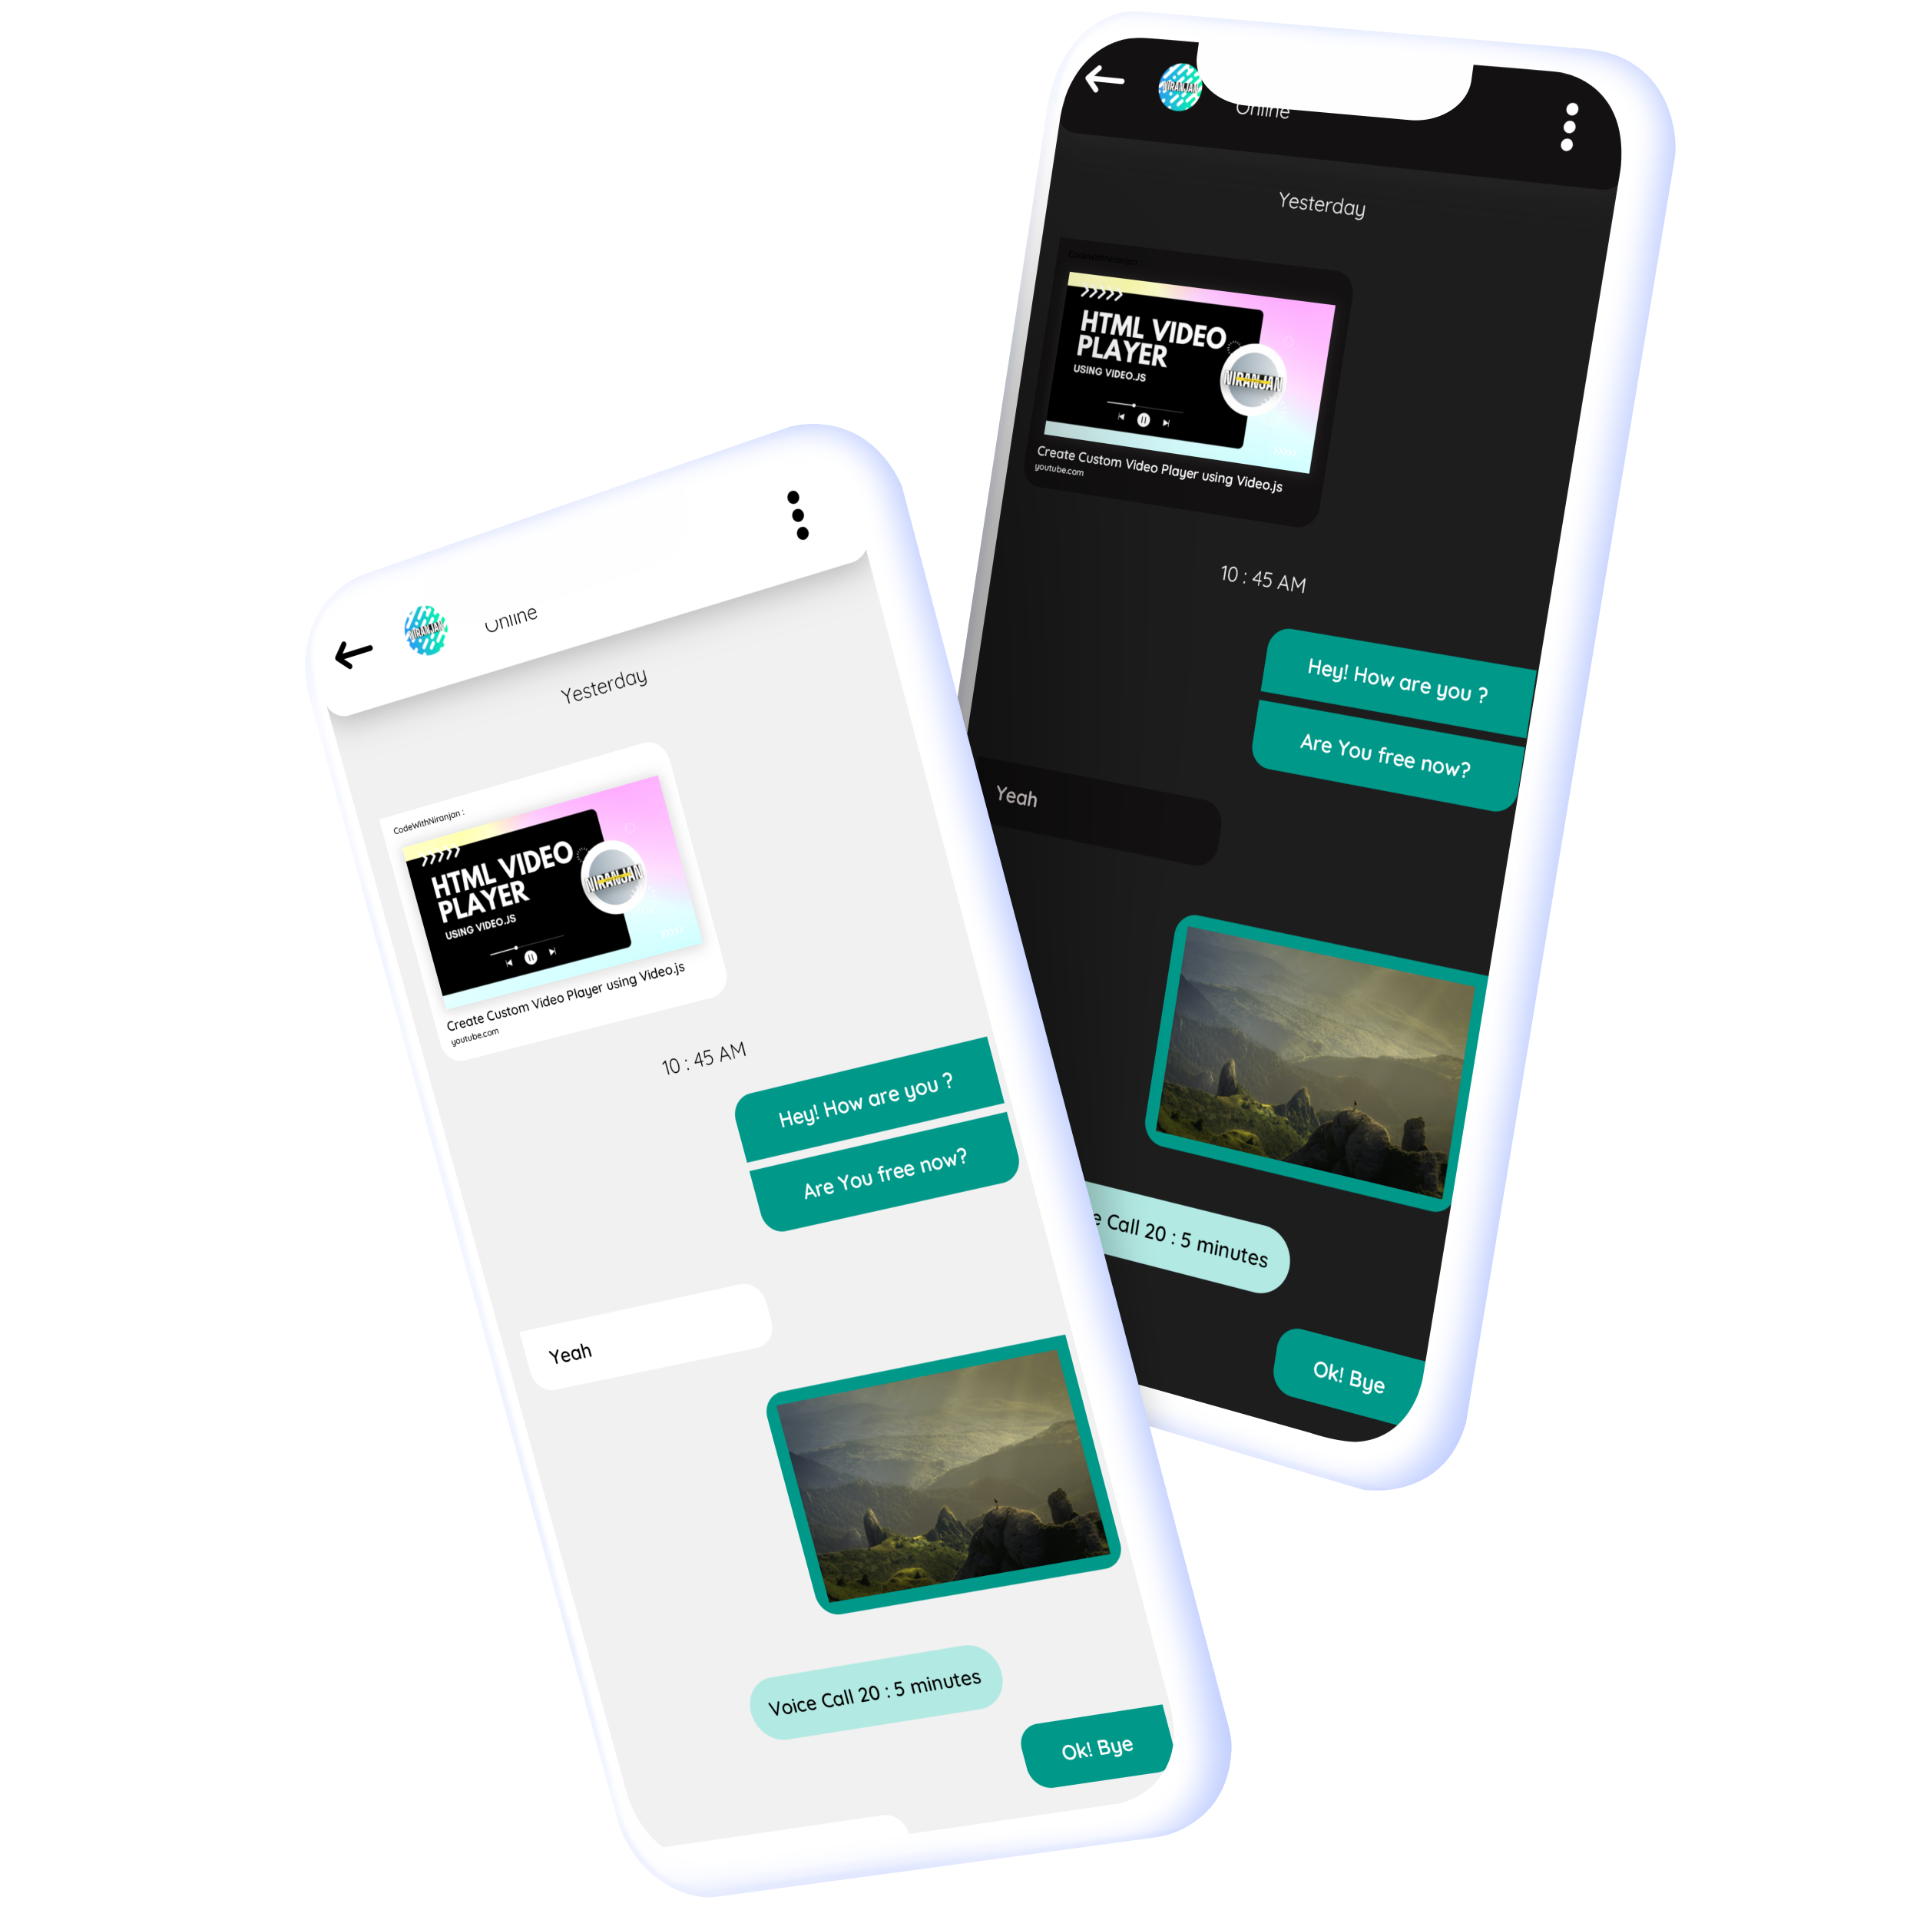 Online
Yesterday
CodeWithNiranjan :
HTML VIDEO
PLAYER
USING VIDEO.JS
NIRANJAN
Create Custom Video Player using Video.js
youtube.com
10 : 45 AM
Hey! How are you ?
Are You free now?
Yeah
Voice Call 20 : 5 minutes
Ok! Bye
NIRANJAN
Online
Yesterday
CodeWithNiranjan :
HTML VIDEO
PLAYER
USING VIDEO.JS
NIRANJAN
Create Custom Video Player using Video.js
youtube.com
10 : 45 AM
Hey! How are you ?
Are You free now?
Yeah
e Call 20 : 5 minutes
Ok! Bye
NIRANJAN